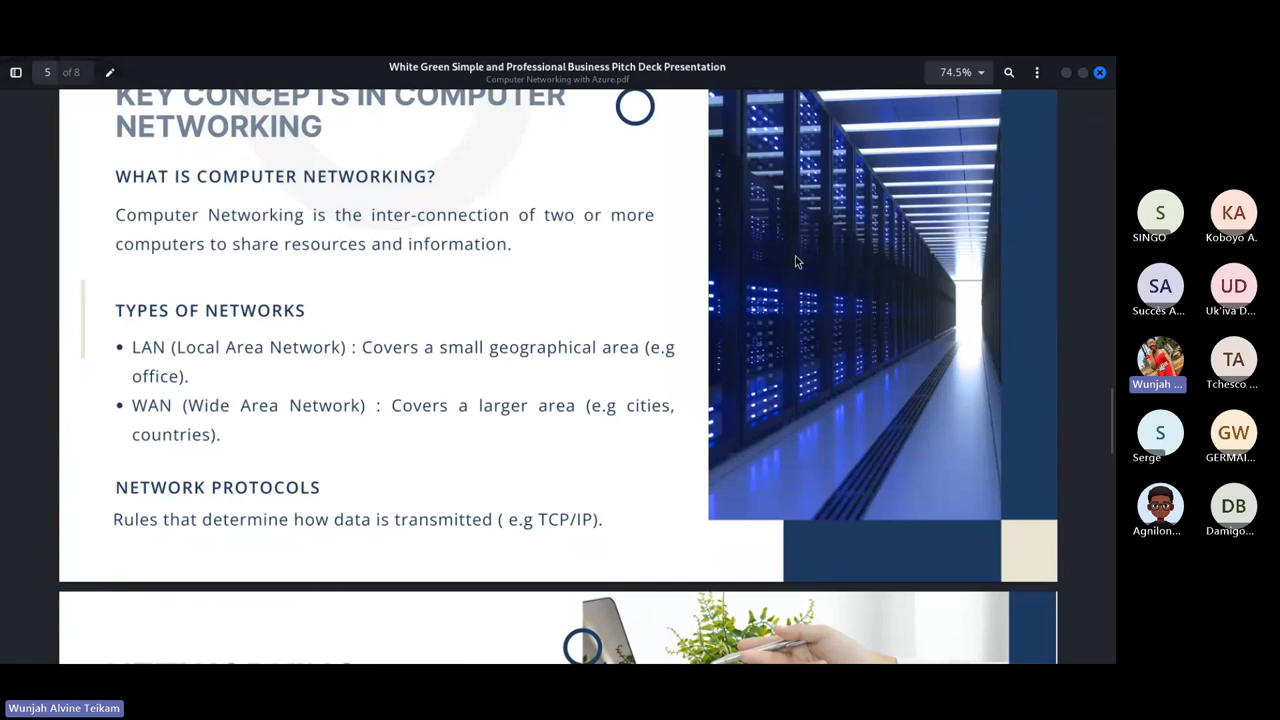 5 of 8
White Green Simple and Professional Business Pitch Deck Presentation
Computer Networking with Azure.pdf
74.5%
KEY CONCEPTS IN COMPUTER
NETWORKING
WHAT IS COMPUTER NETWORKING?
Computer Networking is the inter-connection of two or more
computers to share resources and information.
TYPES OF NETWORKS
• LAN (Local Area Network) : Covers a small geographical area (e.g
office).
• WAN (Wide Area Network) : Covers a larger area (e.g cities,
countries).
NETWORK PROTOCOLS
Rules that determine how data is transmitted ( e.g TCP/IP).
S
SINGO
KA
Koboyo A.
SA
Succès A...
UD
Uk'iva D...
Wunjah ...
TA
Tchesco ...
S
Serge
GW
GERMAI...
Agnilon...
DB
Damigo...
Wunjah Alvine Teikam